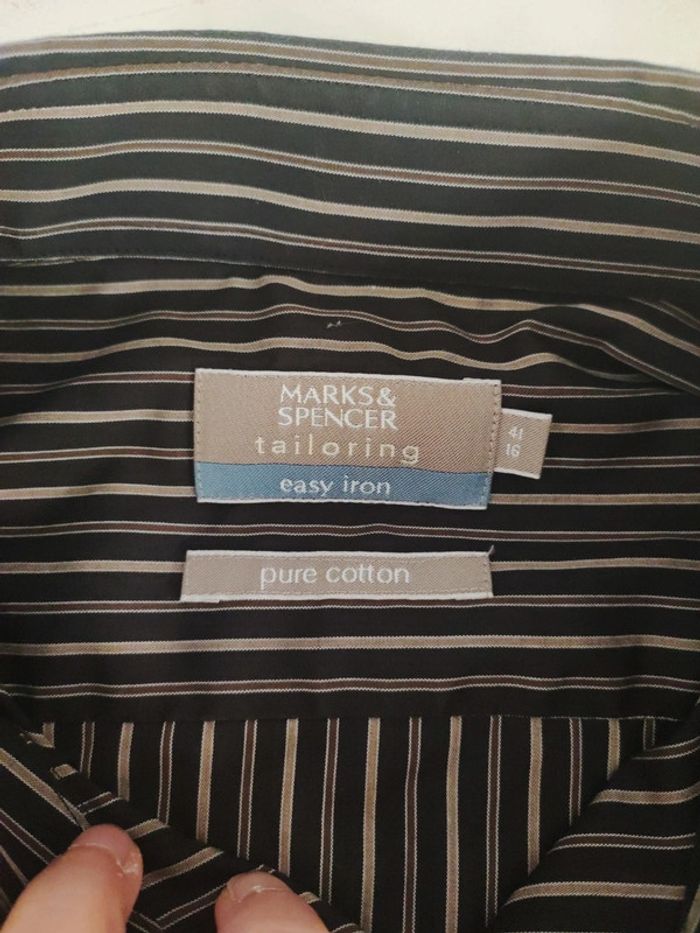 MARKS &
SPENCER
tailoring
easy iron
41
16
pure cotton